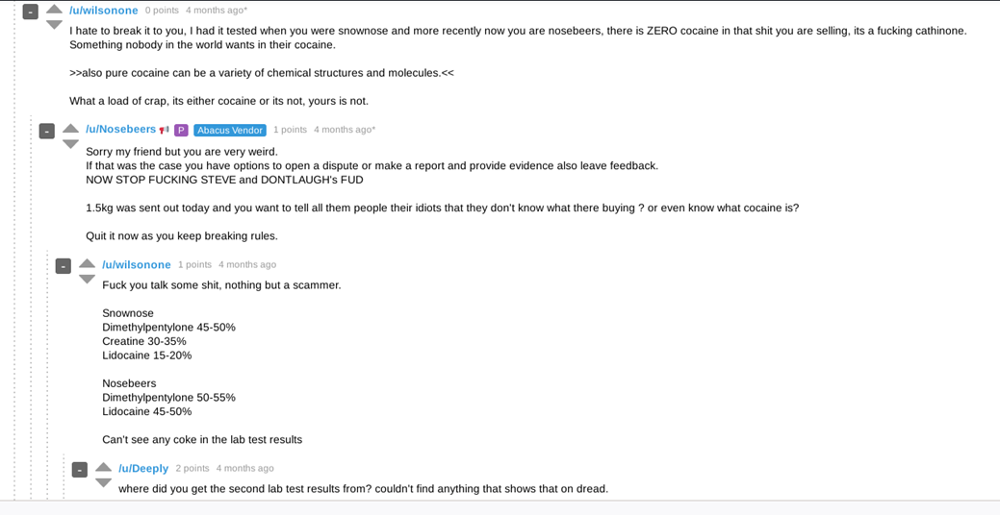 - /u/wilsonone 0 points 4 months ago*
I hate to break it to you, I had it tested when you were snownose and more recently now you are nosebeers, there is ZERO cocaine in that shit you are selling, its a fucking cathinone.
Something nobody in the world wants in their cocaine.
>>also pure cocaine can be a variety of chemical structures and molecules.<<
What a load of crap, its either cocaine or its not, yours is not.
- /u/Nosebeers P Abacus Vendor 1 points 4 months ago*
Sorry my friend but you are very weird.
If that was the case you have options to open a dispute or make a report and provide evidence also leave feedback.
NOW STOP FUCKING STEVE and DONTLAUGH's FUD
1.5kg was sent out today and you want to tell all them people their idiots that they don't know what there buying ? or even know what cocaine is?
Quit it now as you keep breaking rules.
- /u/wilsonone 1 points 4 months ago
Fuck you talk some shit, nothing but a scammer.
Snownose
Dimethylpentylone 45-50%
Creatine 30-35%
Lidocaine 15-20%
Nosebeers
Dimethylpentylone 50-55%
Lidocaine 45-50%
Can't see any coke in the lab test results
- /u/Deeply 2 points 4 months ago
where did you get the second lab test results from? couldn't find anything that shows that on dread.